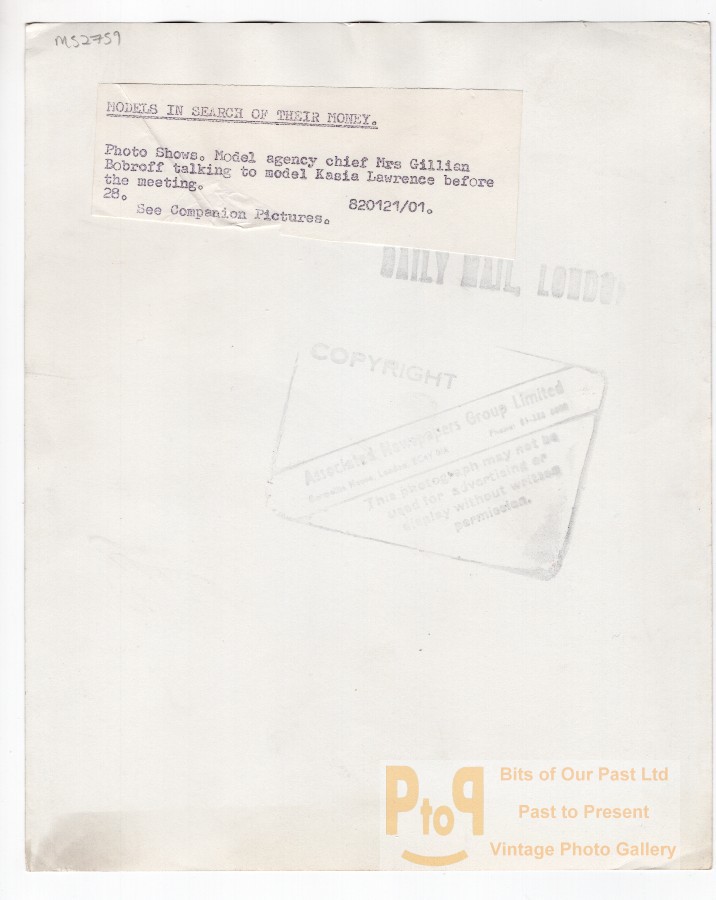 MS2759
MODELS IN SEARCH OF THEIR MONEY.
Photo Shows. Model agency chief Mrs Gillian
Bobroff talking to model Kasia Lawrence before
the meeting.
28. 820121/01.
See Companion Pictures.
DAILY MAIL, LONDON
COPYRIGHT
Associated Newspapers Group Limited
House, London, Phone:
This photograph may not be
used for advertising or
display without written
permission.
PtoP
Bits of Our Past Ltd
Past to Present
Vintage Photo Gallery